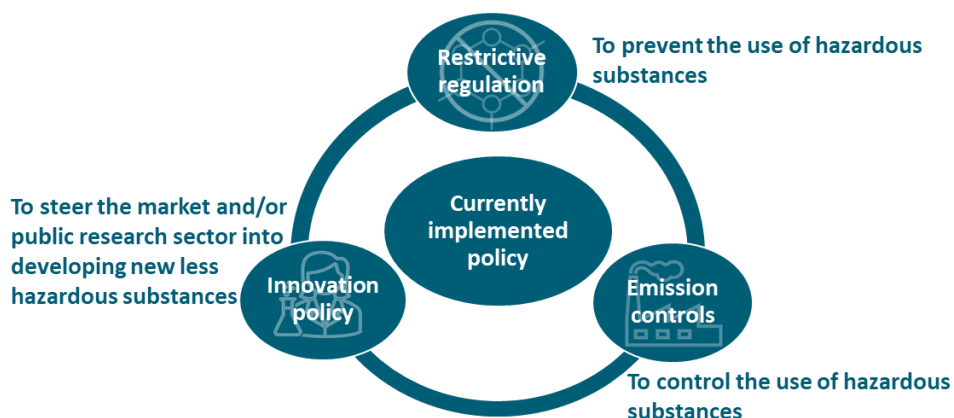 Restrictive
regulation
To prevent the use of hazardous
substances
Currently
implemented
policy
To steer the market and/or
public research sector into
developing new less
hazardous substances
Innovation
policy
Emission
controls
To control the use of hazardous
substances